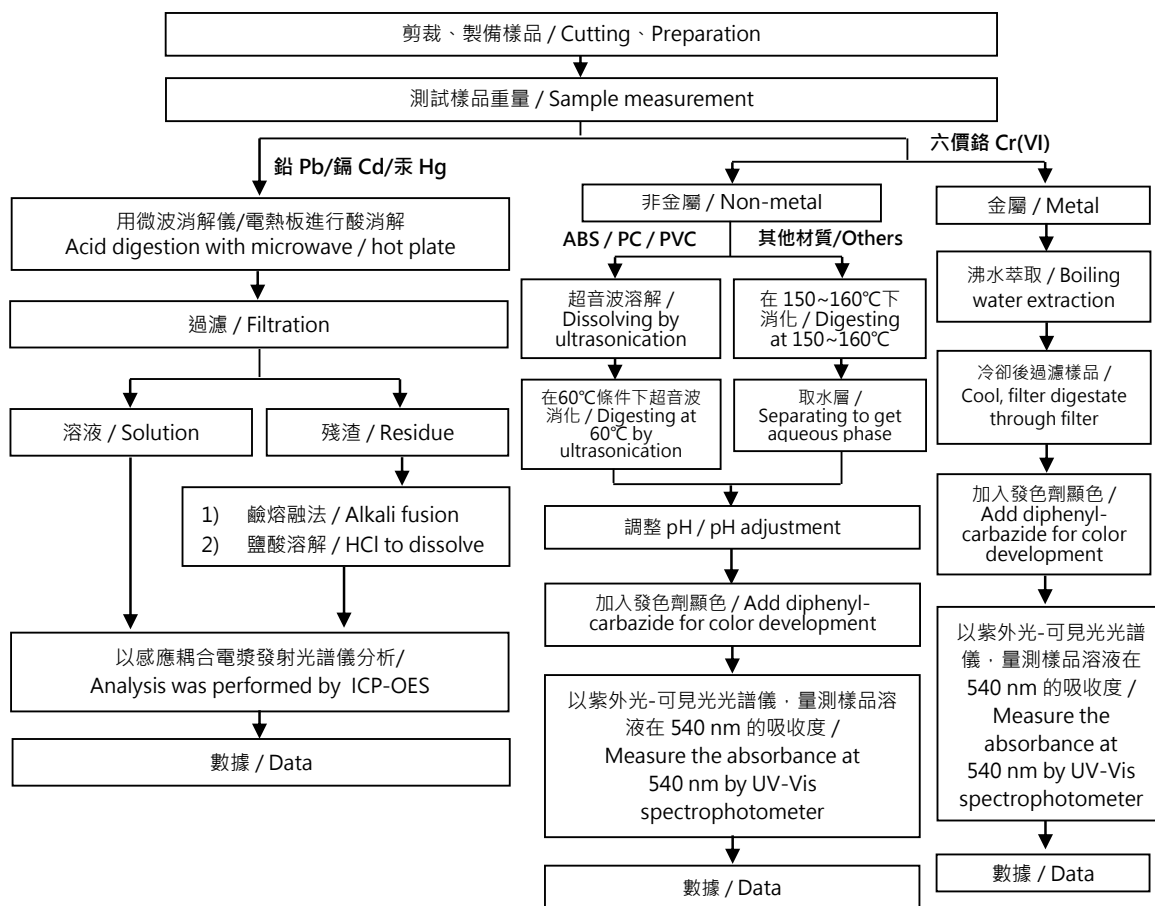 剪裁、製備樣品 / Cutting、Preparation
測試樣品重量 / Sample measurement
鉛 Pb/鎘 Cd/汞 Hg
用微波消解儀/電熱板進行酸消解
Acid digestion with microwave / hot plate
過濾 / Filtration
溶液 / Solution
殘渣 / Residue
1) 鹼熔融法 / Alkali fusion
2) 鹽酸溶解 / HCl to dissolve
以感應耦合電漿發射光譜儀分析/
Analysis was performed by ICP-OES
數據 / Data
六價鉻 Cr(VI)
非金屬 / Non-metal
ABS / PC / PVC
超音波溶解 /
Dissolving by
ultrasonication
在60℃條件下超音波
消化 / Digesting at
60℃ by
ultrasonication
其他材質/Others
在 150~160℃下
消化 / Digesting
at 150~160℃
取水層 /
Separating to get
aqueous phase
調整 pH / pH adjustment
加入發色劑顯色 / Add diphenyl-
carbazide for color development
以紫外光-可見光光譜儀，量測樣品溶
液在 540 nm 的吸收度 /
Measure the absorbance at
540 nm by UV-Vis
spectrophotometer
數據 / Data
金屬 / Metal
沸水萃取 / Boiling
water extraction
冷卻後過濾樣品 /
Cool, filter digestate
through filter
加入發色劑顯色 /
Add diphenyl-
carbazide for color
development
以紫外光-可見光光譜
儀，量測樣品溶液在
540 nm 的吸收度 /
Measure the
absorbance at
540 nm by UV-Vis
spectrophotometer
數據 / Data